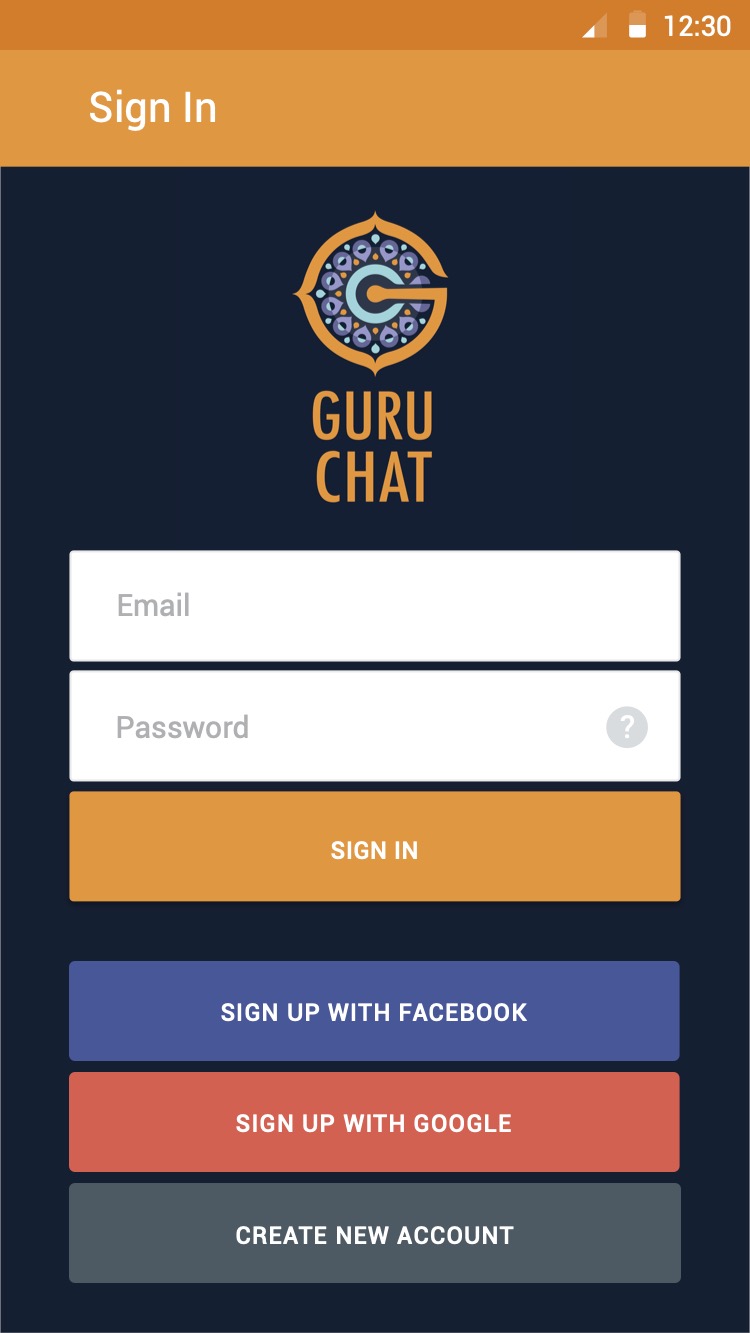 12:30
Sign In
GURU
CHAT
Email
Password
?
SIGN IN
SIGN UP WITH FACEBOOK
SIGN UP WITH GOOGLE
CREATE NEW ACCOUNT